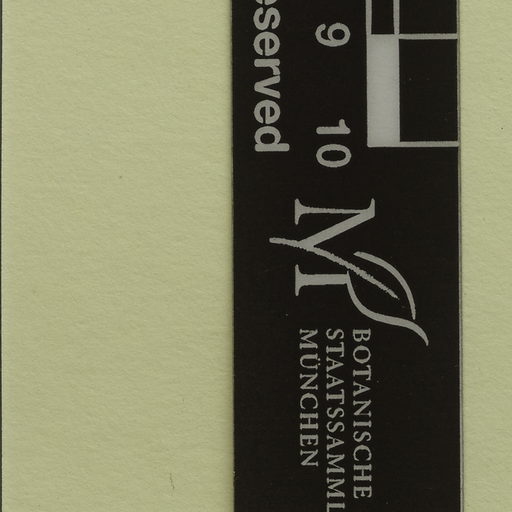 eserved
9 10
BOTANISCHE
STAATSSAMML
MÜNCHEN